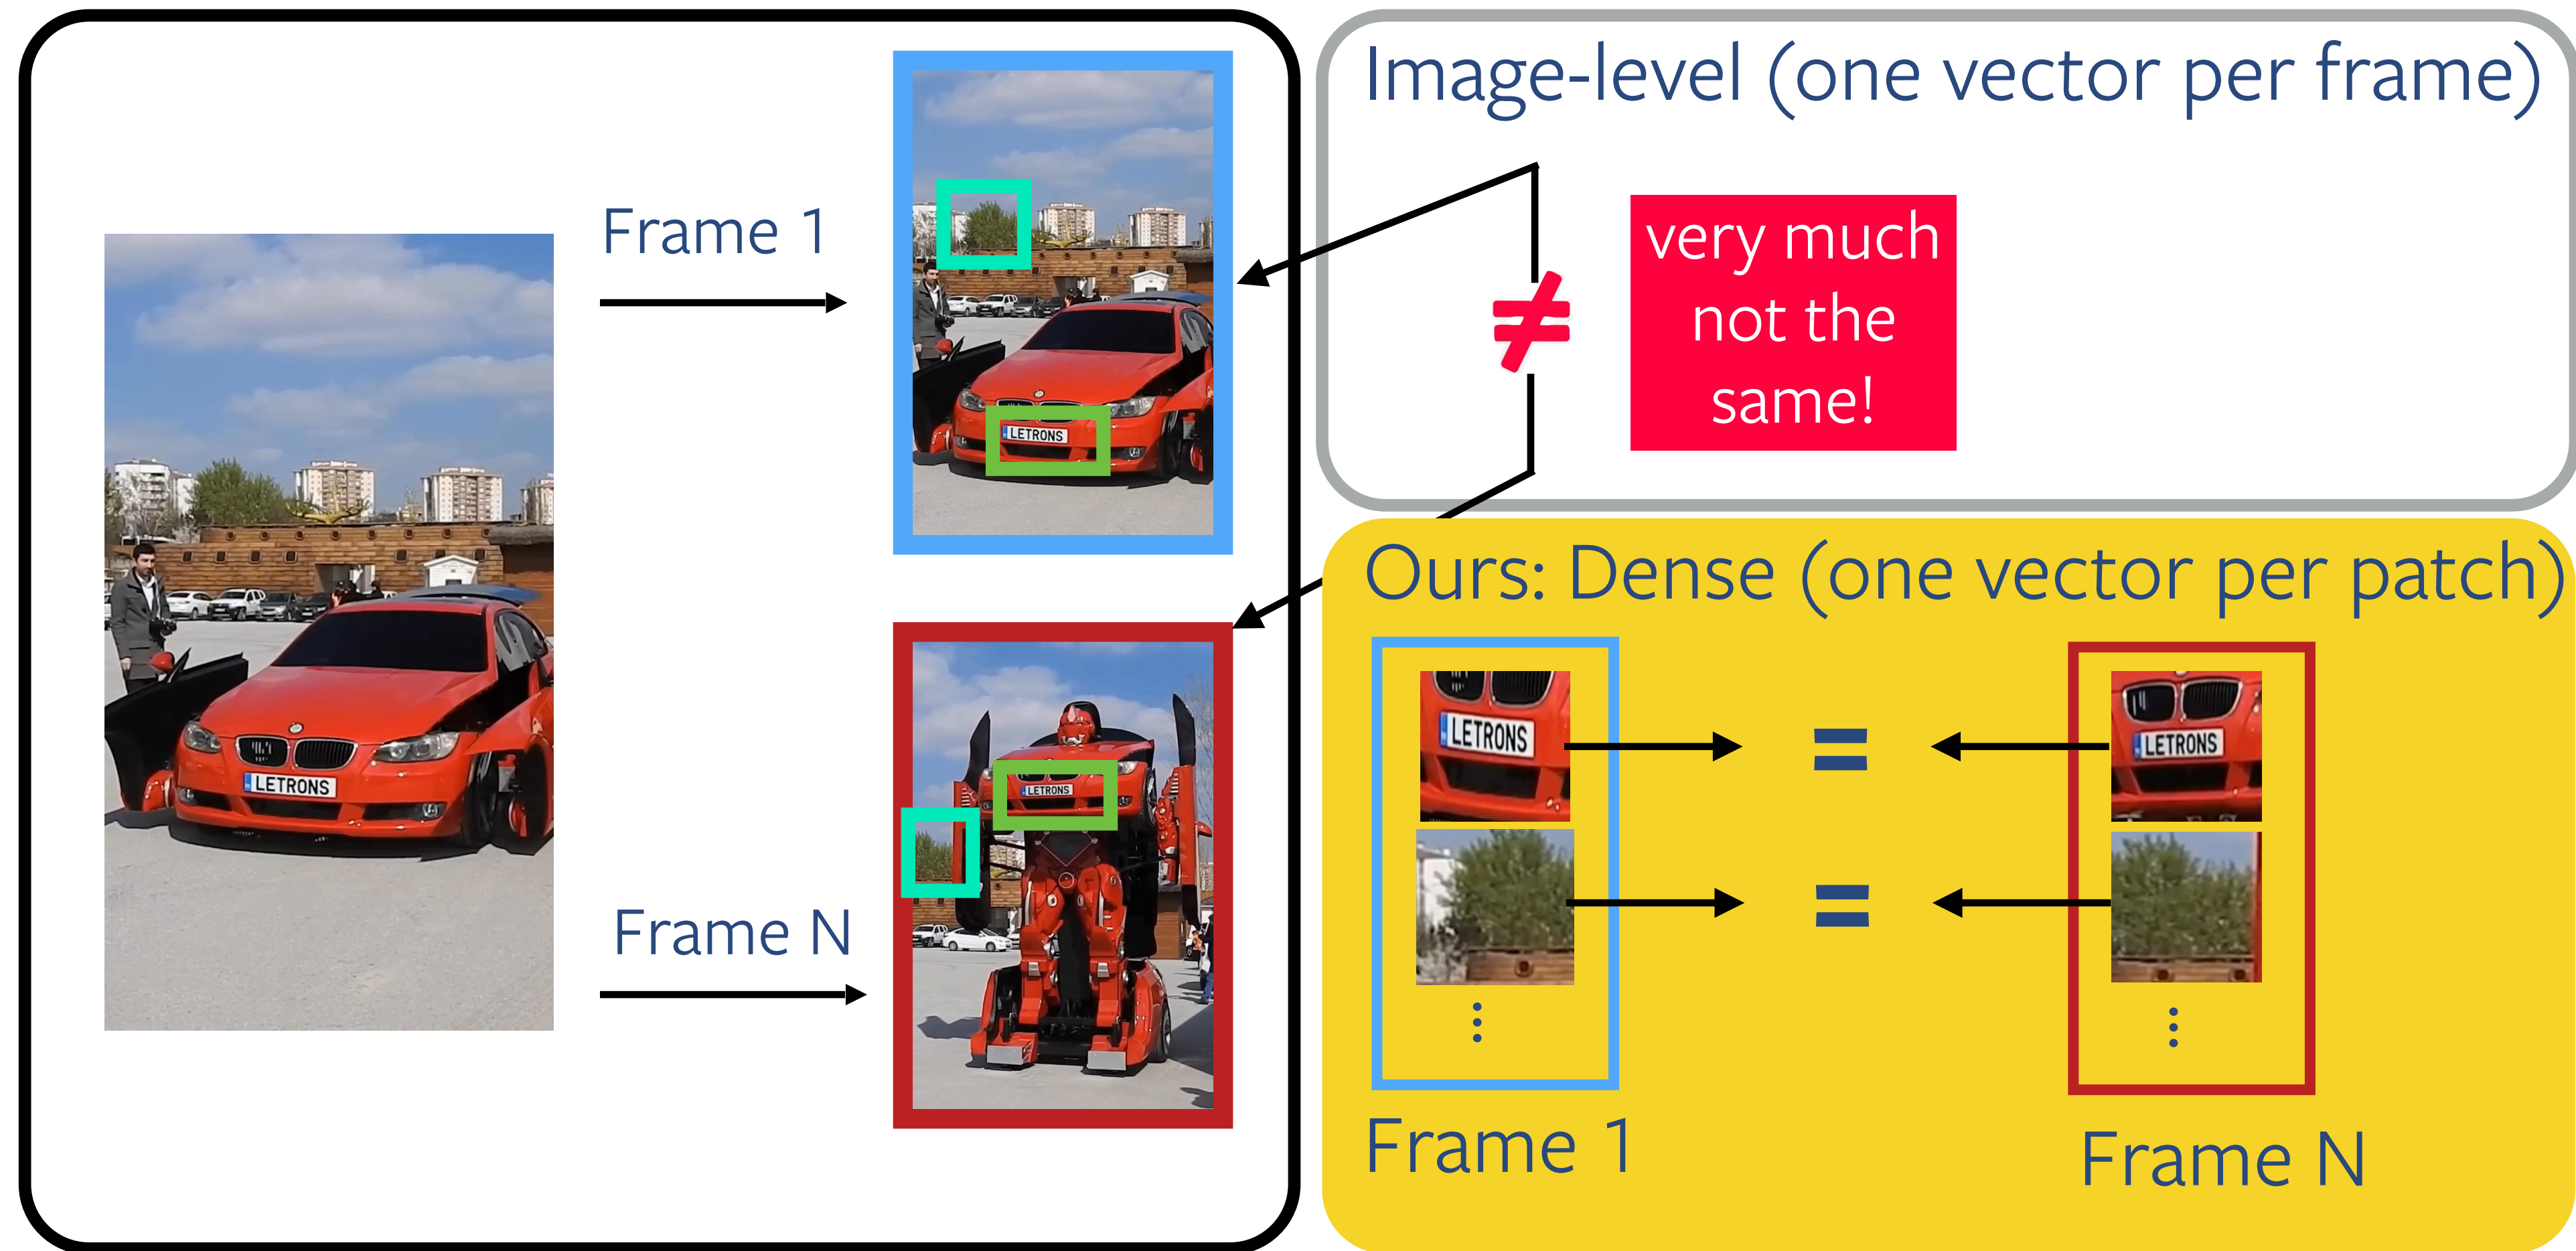 Frame 1
LETRONS
LETRONS
Frame N
LETRONS
Image-level (one vector per frame)
≠
very much
not the
same!
Ours: Dense (one vector per patch)
LETRONS
=
LETRONS
=
Frame 1
Frame N